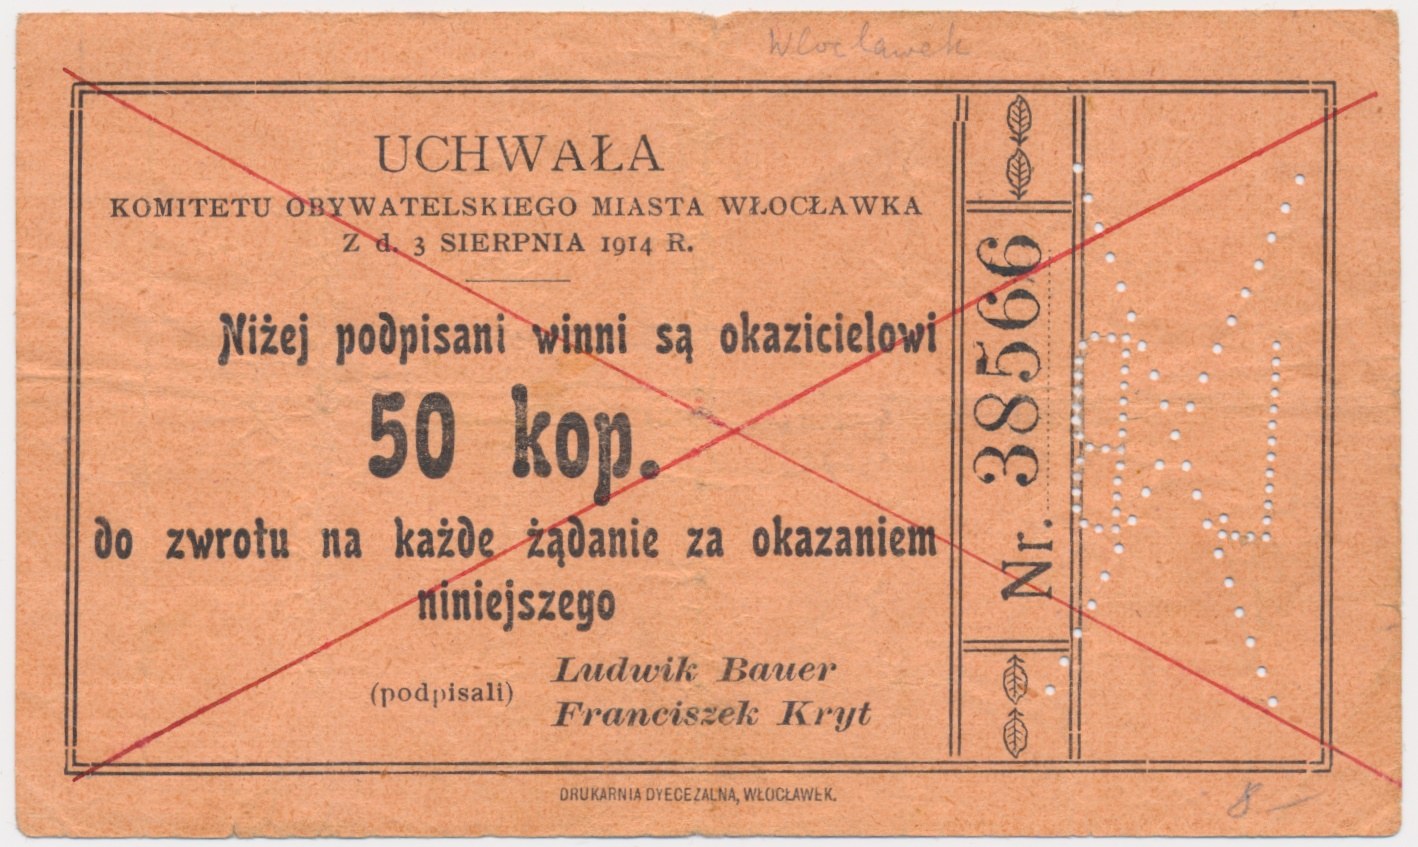 Włocławek
UCHWAŁA
KOMITETU OBYWATELSKIEGO MIASTA WŁOCŁAWKA
Z d. 3 SIERPNIA 1914 R.
Niżej podpisani winni są okazicielowi
50 kop.
do zwrotu na każde żądanie za okazaniem
niniejszego
(podpisali) Ludwik Bauer
Franciszek Kryt
Nr. 38566
DRUKARNIA DYECEZALNA, WŁOCŁAWEK.